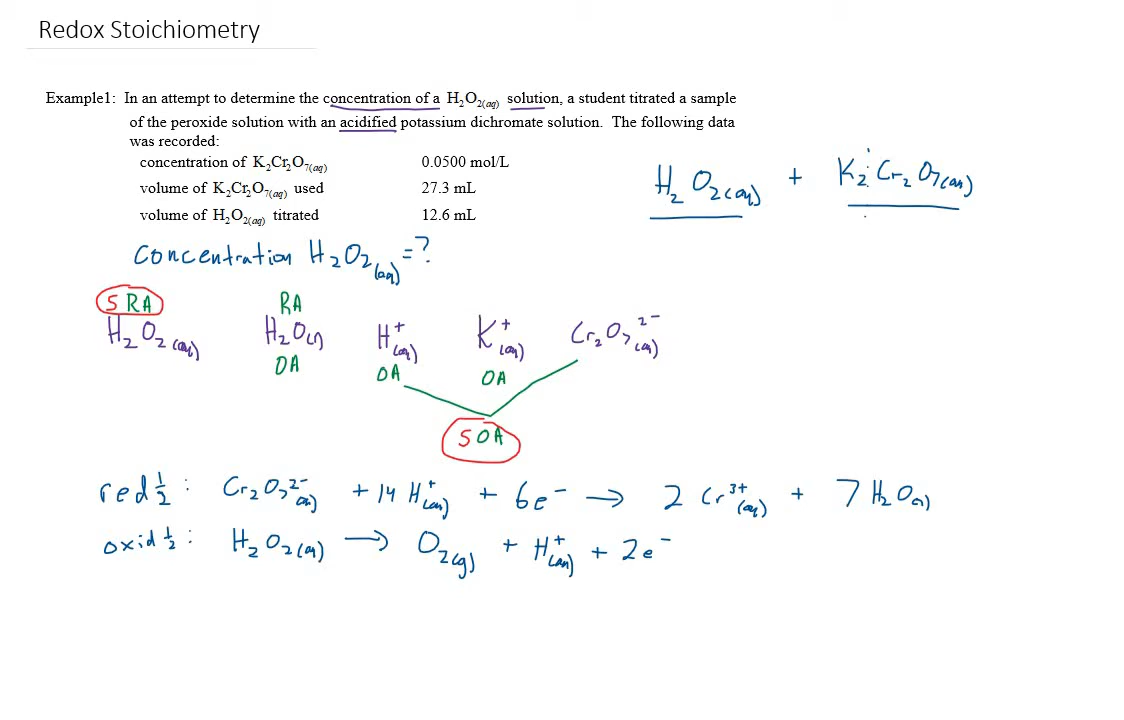 Redox Stoichiometry
Example1: In an attempt to determine the concentration of a H₂O₂(aq) solution, a student titrated a sample
of the peroxide solution with an acidified potassium dichromate solution. The following data
was recorded:
concentration of K₂Cr₂O₇(aq) 0.0500 mol/L
volume of K₂Cr₂O₇(aq) used 27.3 mL
volume of H₂O₂(aq) titrated 12.6 mL
H₂O₂(aq) + K₂Cr₂O₇(aq)
Concentration H₂O₂(aq) = ?
SRA RA
H₂O₂(aq) H₂O(l) H⁺(aq) K⁺(aq) Cr₂O₇²⁻(aq)
OA OA OA
SOA
red ½ : Cr₂O₇²⁻(aq) + 14 H⁺(aq) + 6e⁻ → 2 Cr³⁺(aq) + 7 H₂O(l)
oxid ½ : H₂O₂(aq) → O₂(g) + H⁺(aq) + 2e⁻